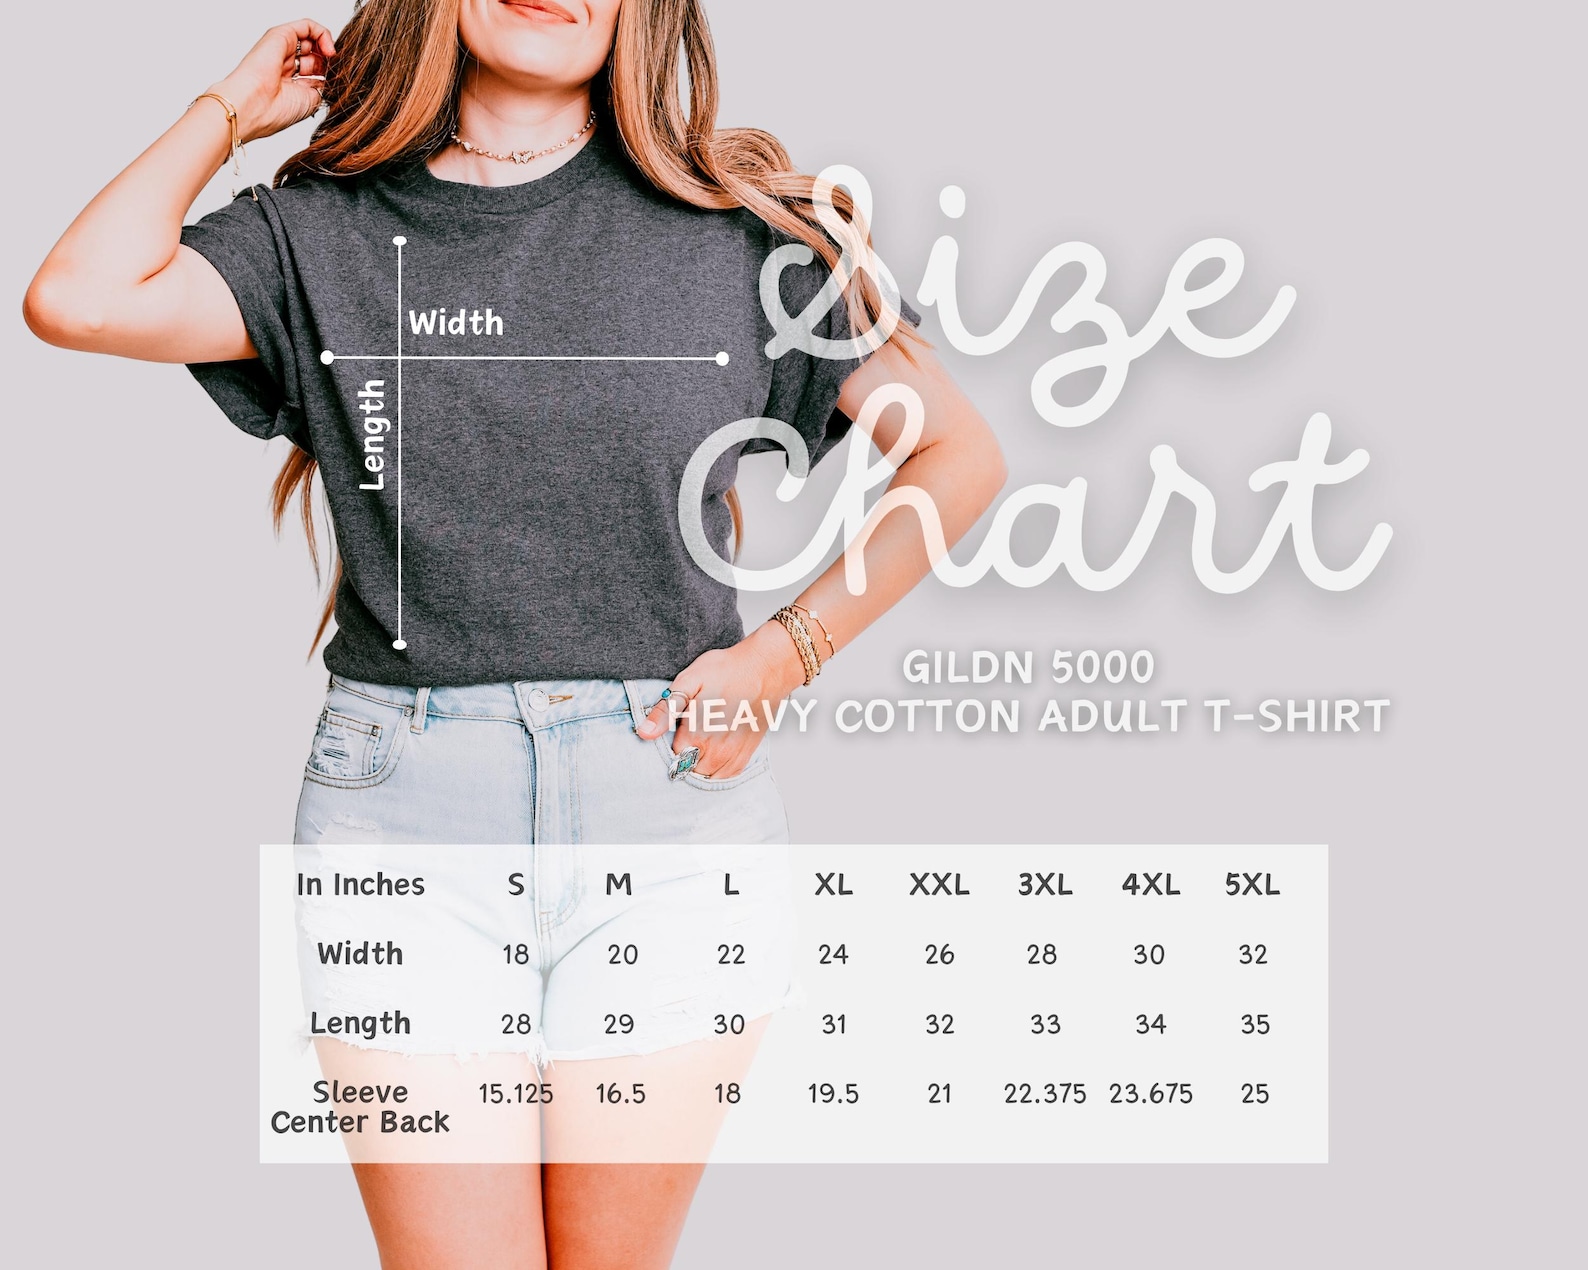 Size
Chart
Width
Length
GILDN 5000
HEAVY COTTON ADULT T-SHIRT
In Inches S M L XL XXL 3XL 4XL 5XL
Width 18 20 22 24 26 28 30 32
Length 28 29 30 31 32 33 34 35
Sleeve 15.125 16.5 18 19.5 21 22.375 23.675 25
Center Back